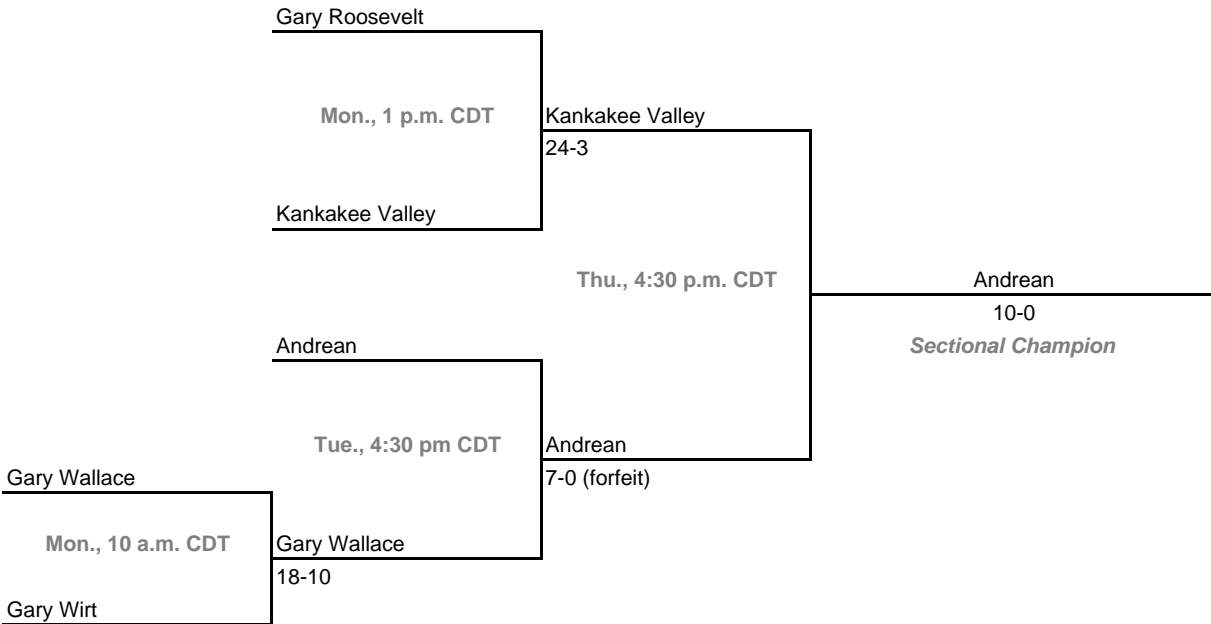 Gary Roosevelt
Mon., 1 p.m. CDT
Kankakee Valley
24-3
Kankakee Valley
Thu., 4:30 p.m. CDT
Andrean
10-0
Sectional Champion
Andrean
Tue., 4:30 pm CDT
Andrean
7-0 (forfeit)
Gary Wallace
Mon., 10 a.m. CDT
Gary Wallace
18-10
Gary Wirt